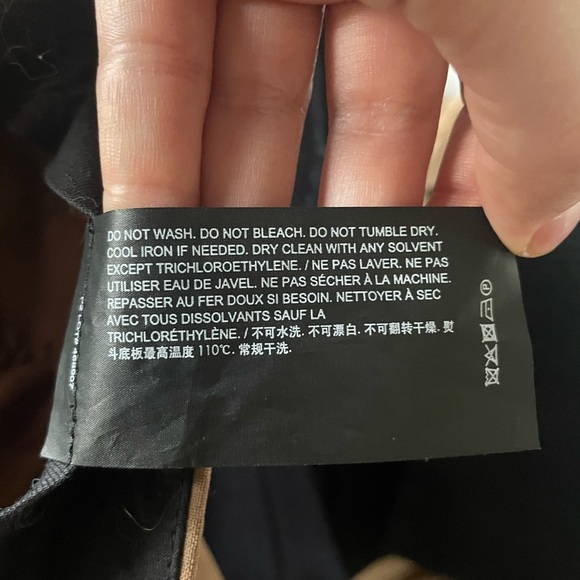 DO NOT WASH. DO NOT BLEACH. DO NOT TUMBLE DRY.
COOL IRON IF NEEDED. DRY CLEAN WITH ANY SOLVENT
EXCEPT TRICHLOROETHYLENE. / NE PAS LAVER. NE PAS
UTILISER EAU DE JAVEL. NE PAS SÉCHER À LA MACHINE.
REPASSER AU FER DOUX SI BESOIN. NETTOYER À SEC
AVEC TOUS DISSOLVANTS SAUF LA
TRICHLORÉTHYLÈNE. / 不可水洗. 不可漂白. 不可翻转干燥. 熨
斗底板最高温度 110℃. 常规干洗.
P